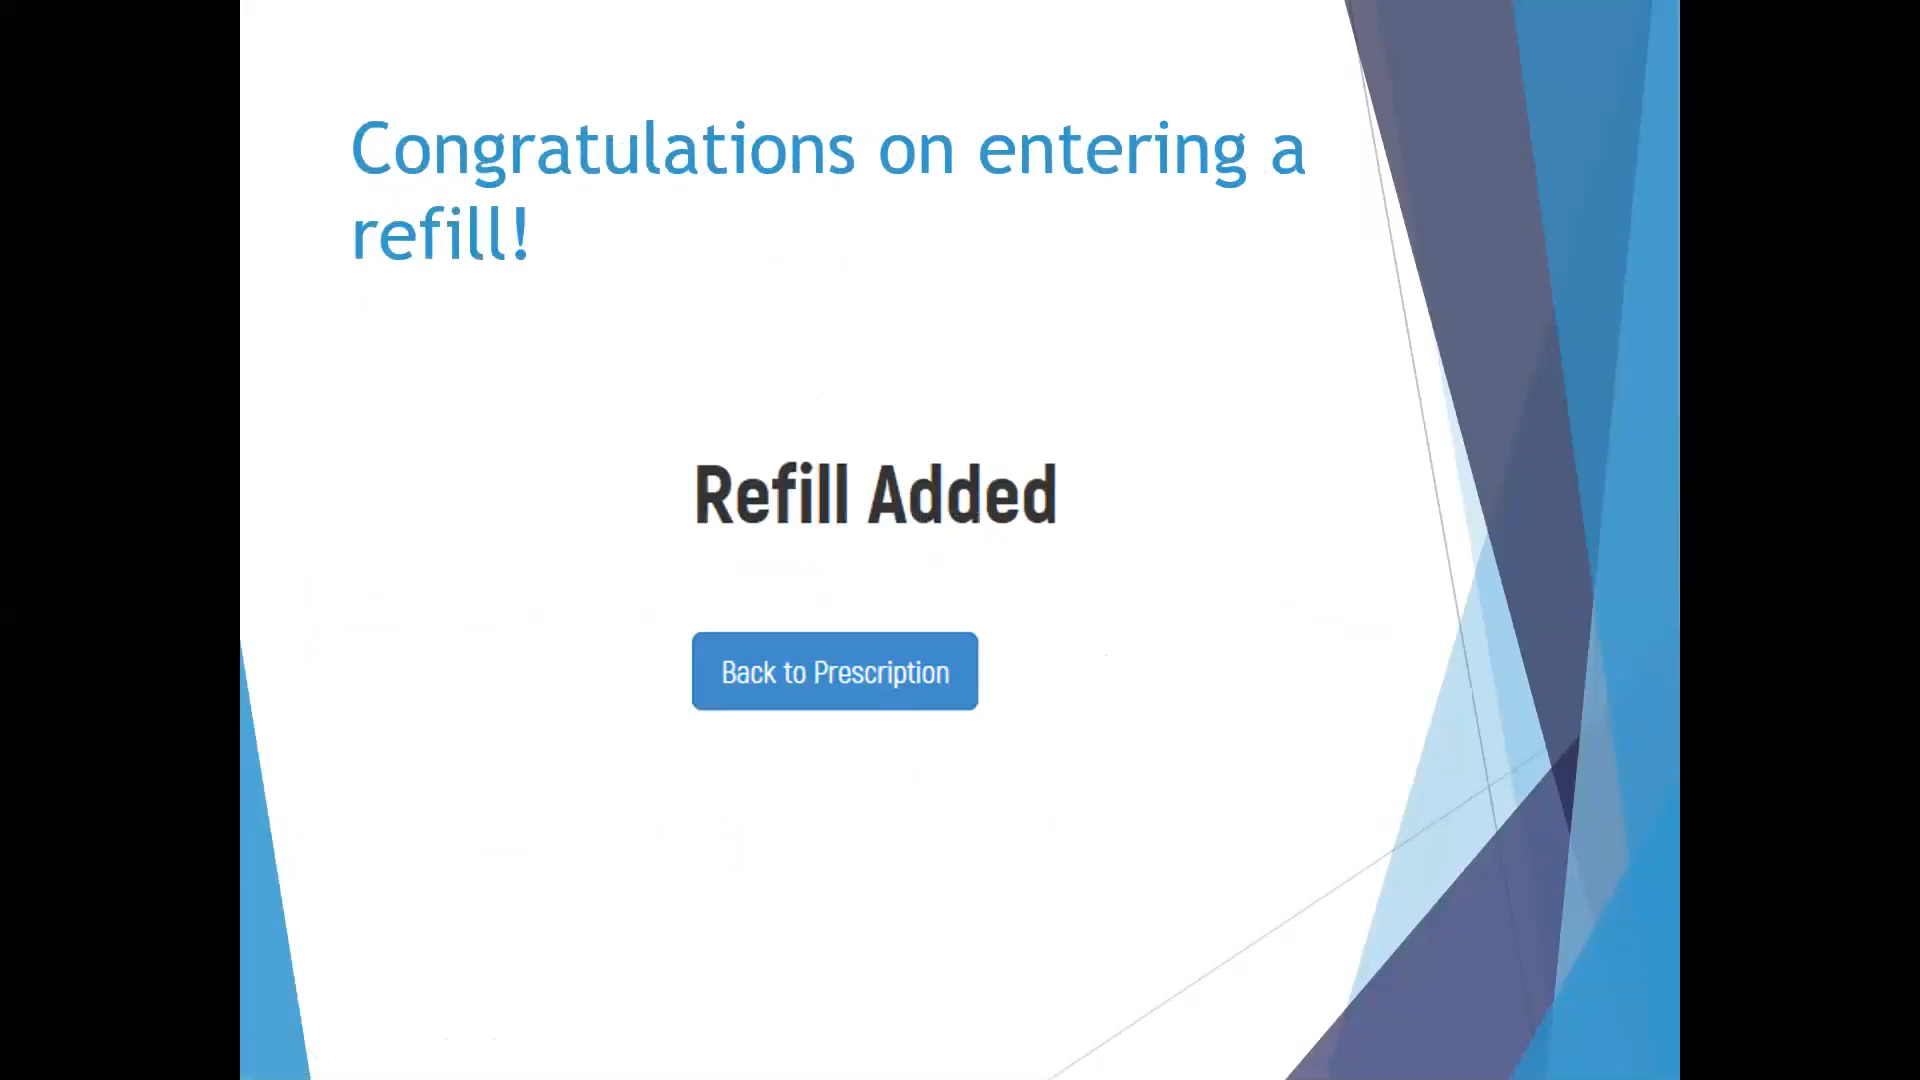 Congratulations on entering a
refill!
Refill Added
Back to Prescription